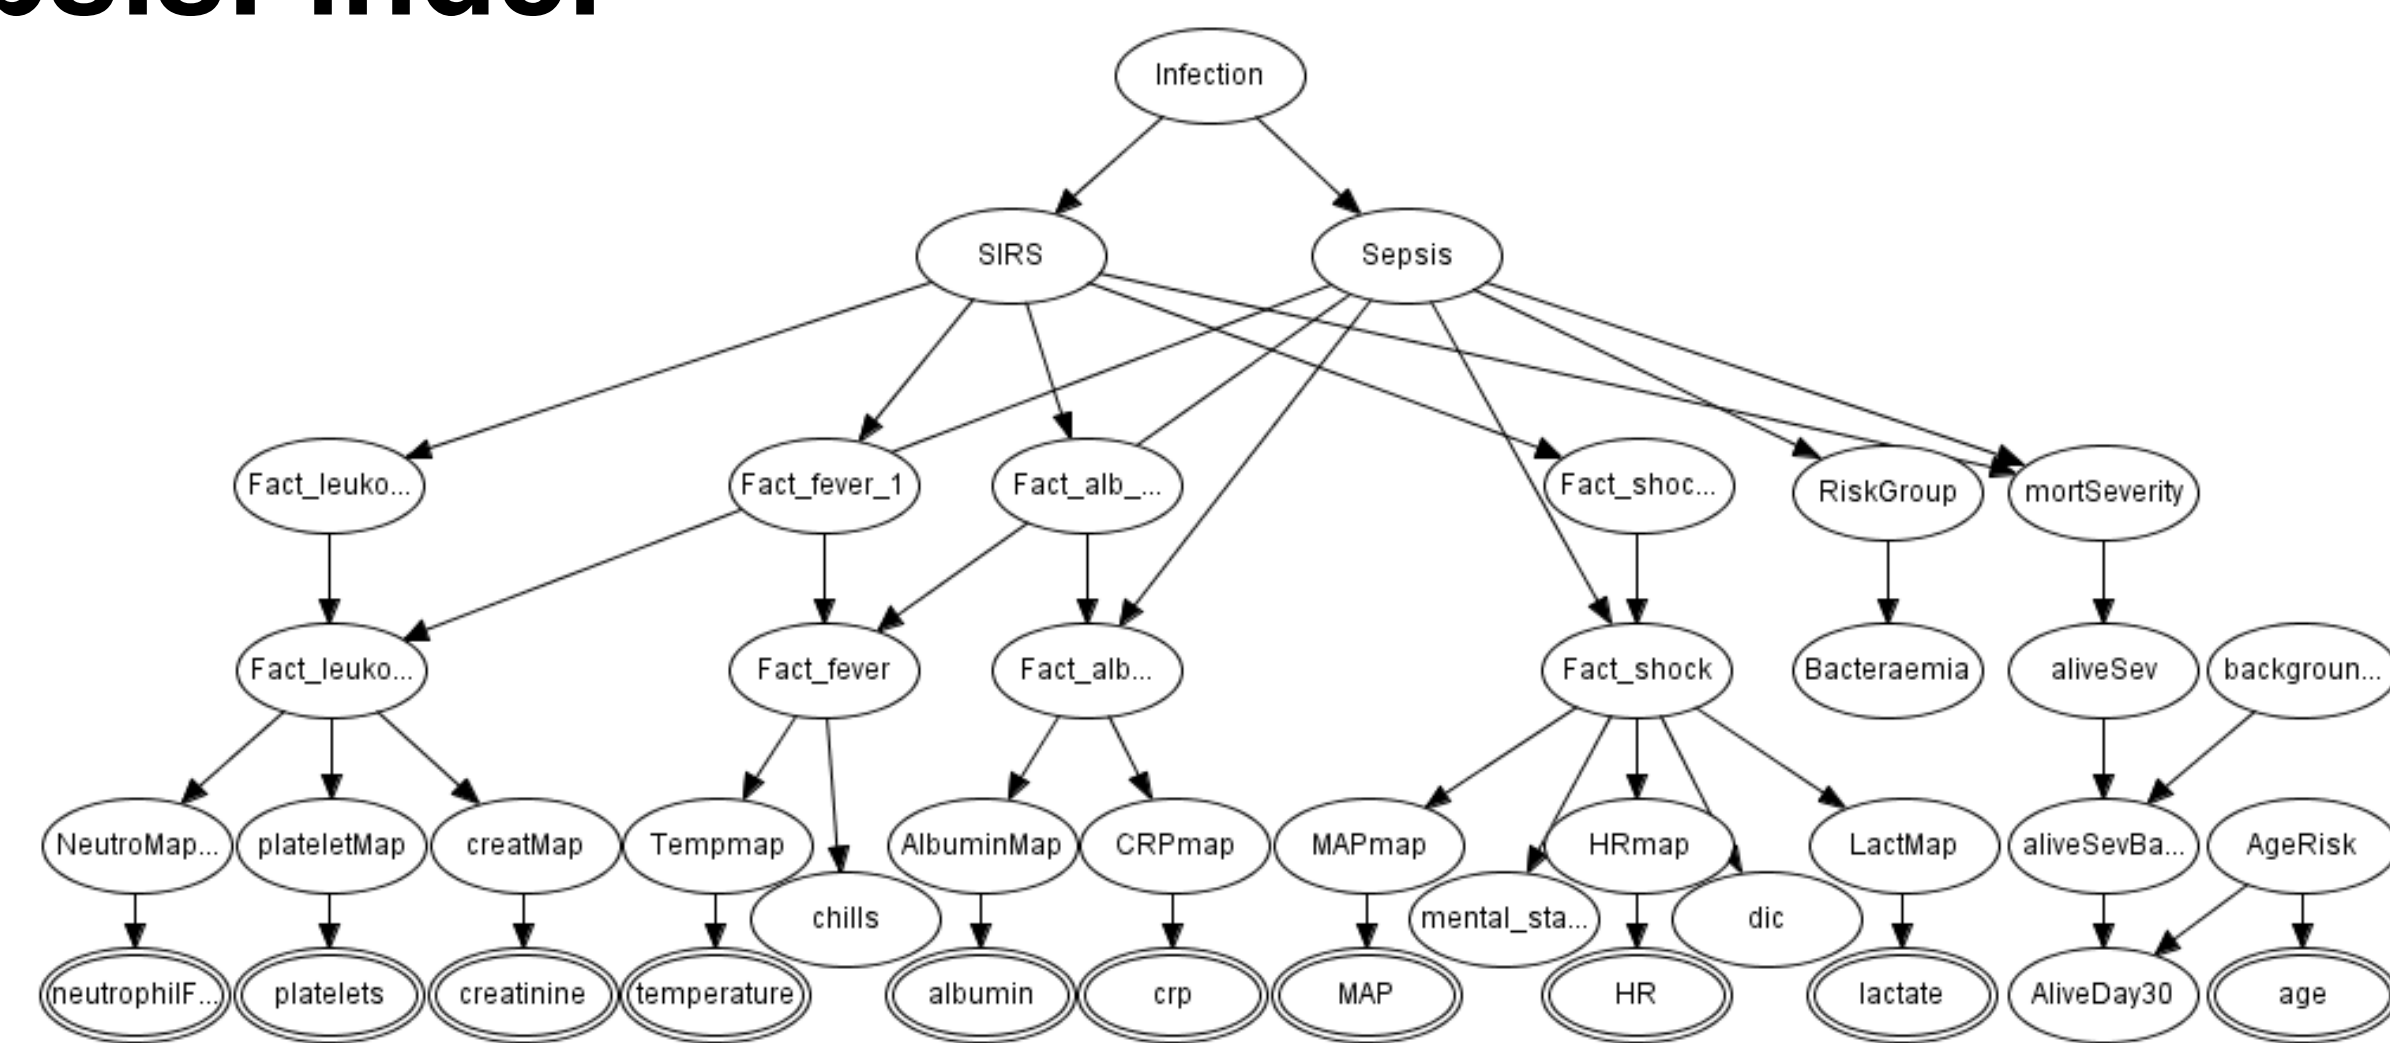 Infection
SIRS
Sepsis
Fact_leuko...
Fact_fever_1
Fact_alb_...
Fact_shoc...
RiskGroup
mortSeverity
Fact_leuko...
Fact_fever
Fact_alb...
Fact_shock
Bacteraemia
aliveSev
backgroun...
NeutroMap...
plateletMap
creatMap
Tempmap
AlbuminMap
CRPmap
MAPmap
HRmap
LactMap
aliveSevBa...
AgeRisk
chills
mental_sta...
dic
neutrophilF...
platelets
creatinine
temperature
albumin
crp
MAP
HR
lactate
AliveDay30
age